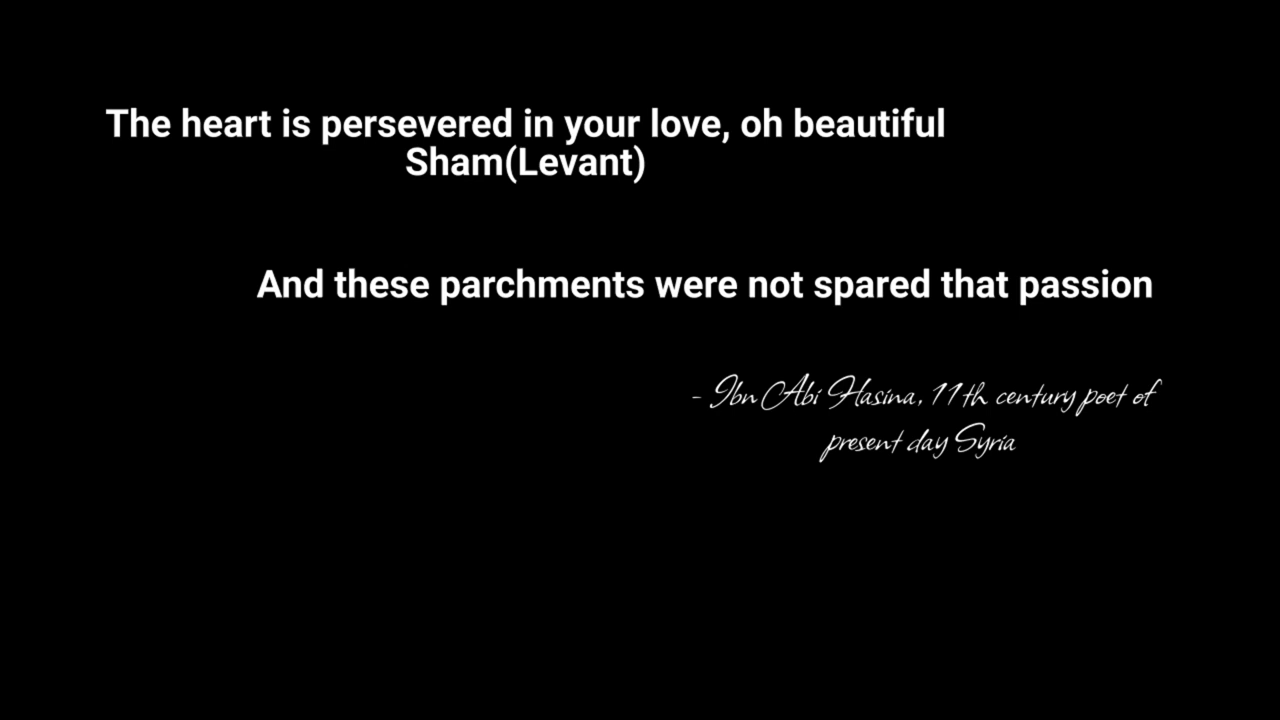 The heart is persevered in your love, oh beautiful
Sham(Levant)
And these parchments were not spared that passion
- Ibn Abi Hasina, 11th century poet of
present day Syria